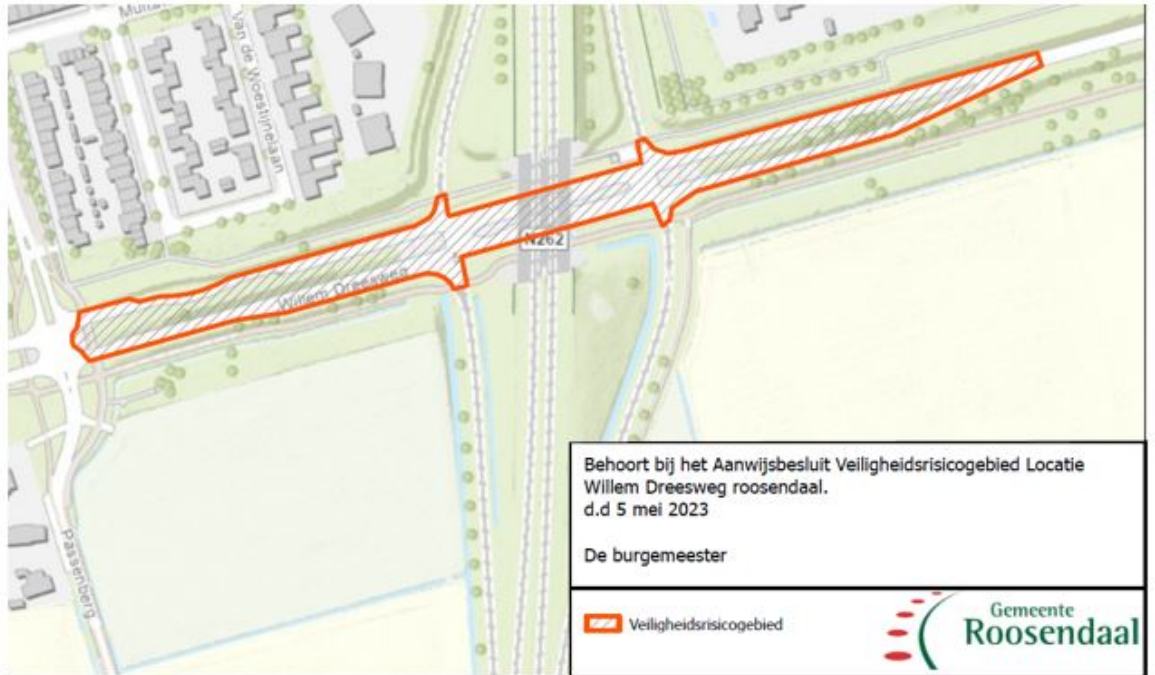 Van de Woestijnelaan
N262
Willem Dreesweg
Passenberg
Behoort bij het Aanwijsbesluit Veiligheidsrisicogebied Locatie
Willem Dreesweg roosendaal.
d.d 5 mei 2023
De burgemeester
Veiligheidsrisicogebied
Gemeente
Roosendaal